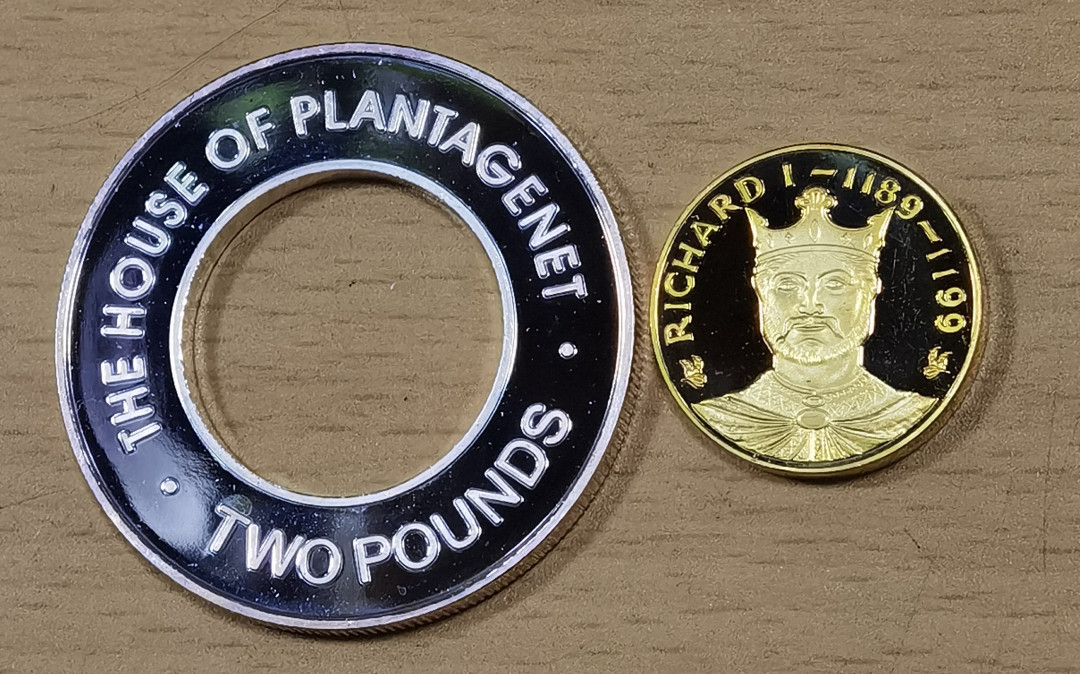 THE HOUSE OF PLANTAGENET
• TWO POUNDS •
RICHARD I – 1189 – 1199